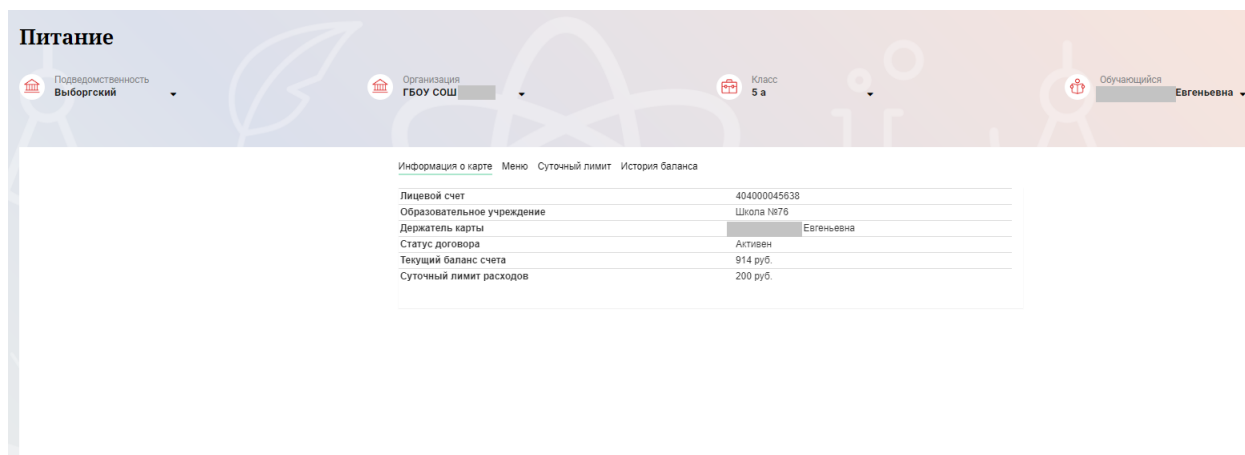 Питание
Подведомственность Организация Класс Обучающийся
Выборгский ГБОУ СОШ 5 а Евгеньевна
Информация о карте Меню Суточный лимит История баланса
Лицевой счет 404000045638
Образовательное учреждение Школа №76
Держатель карты Евгеньевна
Статус договора Активен
Текущий баланс счета 914 руб.
Суточный лимит расходов 200 руб.